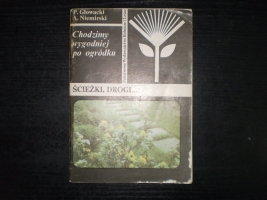 P. Głowacki
A. Niemirski
Chodzimy
wygodniej
po ogródku
ŚCIEŻKI, DROGI...